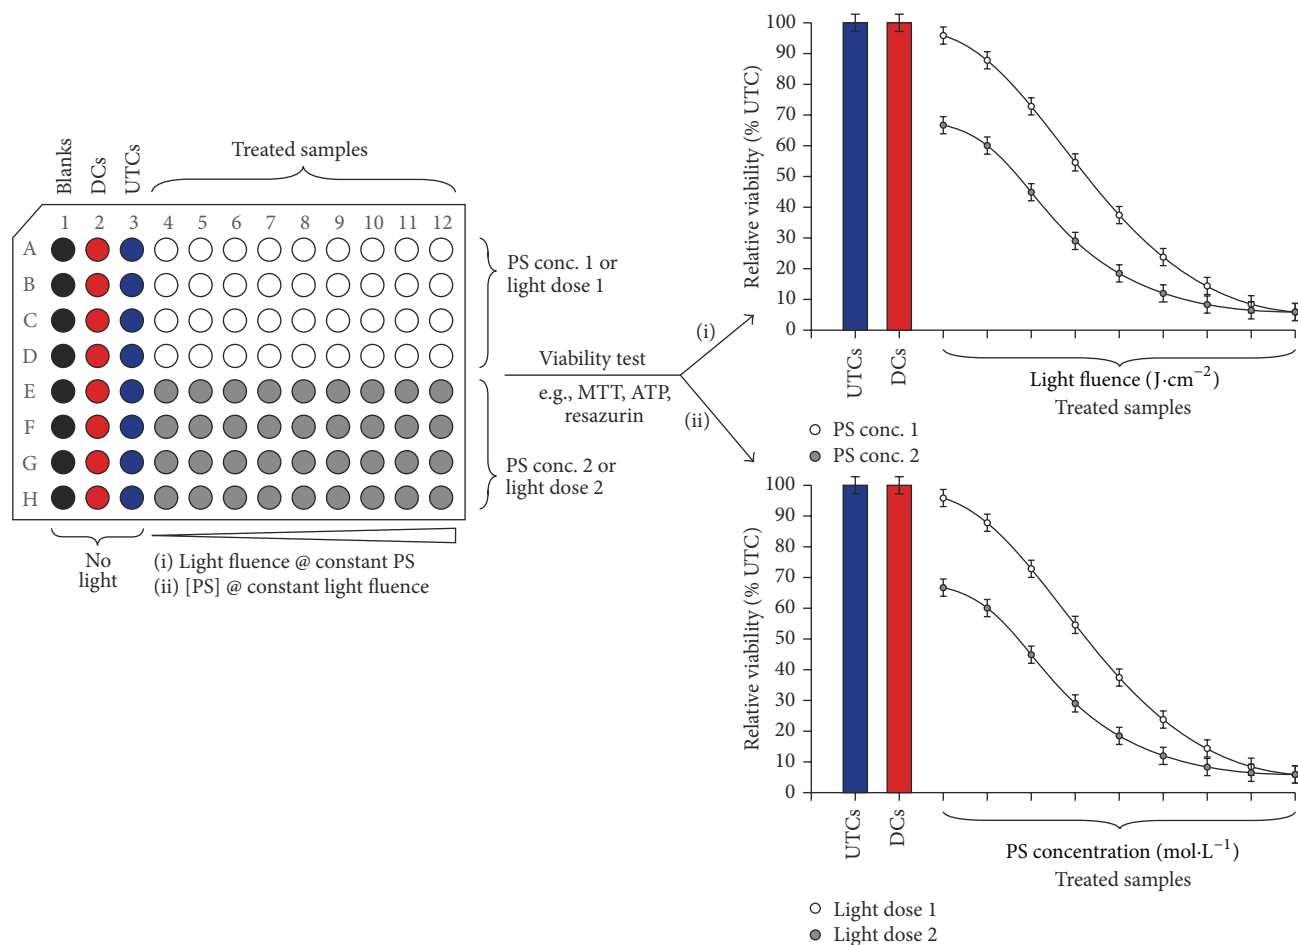 Treated samples
Blanks
DCs
UTCs
1 2 3 4 5 6 7 8 9 10 11 12
A
B
C
D
E
F
G
H
PS conc. 1 or
light dose 1
PS conc. 2 or
light dose 2
No
light
(i) Light fluence @ constant PS
(ii) [PS] @ constant light fluence
Viability test
e.g., MTT, ATP,
resazurin
(i)
(ii)
Relative viability (% UTC)
100
90
80
70
60
50
40
30
20
10
0
UTCs
DCs
Light fluence (J·cm⁻²)
Treated samples
PS conc. 1
PS conc. 2
Relative viability (% UTC)
100
90
80
70
60
50
40
30
20
10
0
UTCs
DCs
PS concentration (mol·L⁻¹)
Treated samples
Light dose 1
Light dose 2